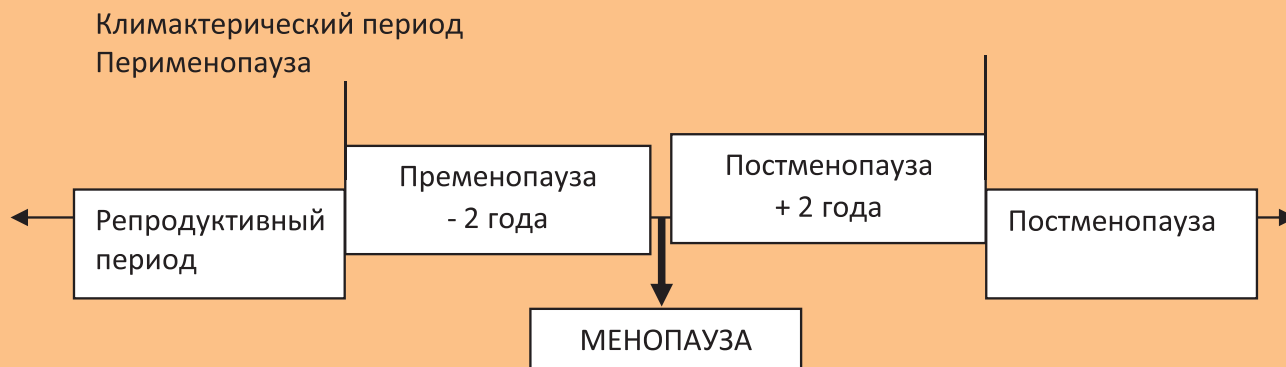 Климактерический период
Перименопауза
Репродуктивный
период
Пременопауза
- 2 года
Постменопауза
+ 2 года
Постменопауза
МЕНОПАУЗА